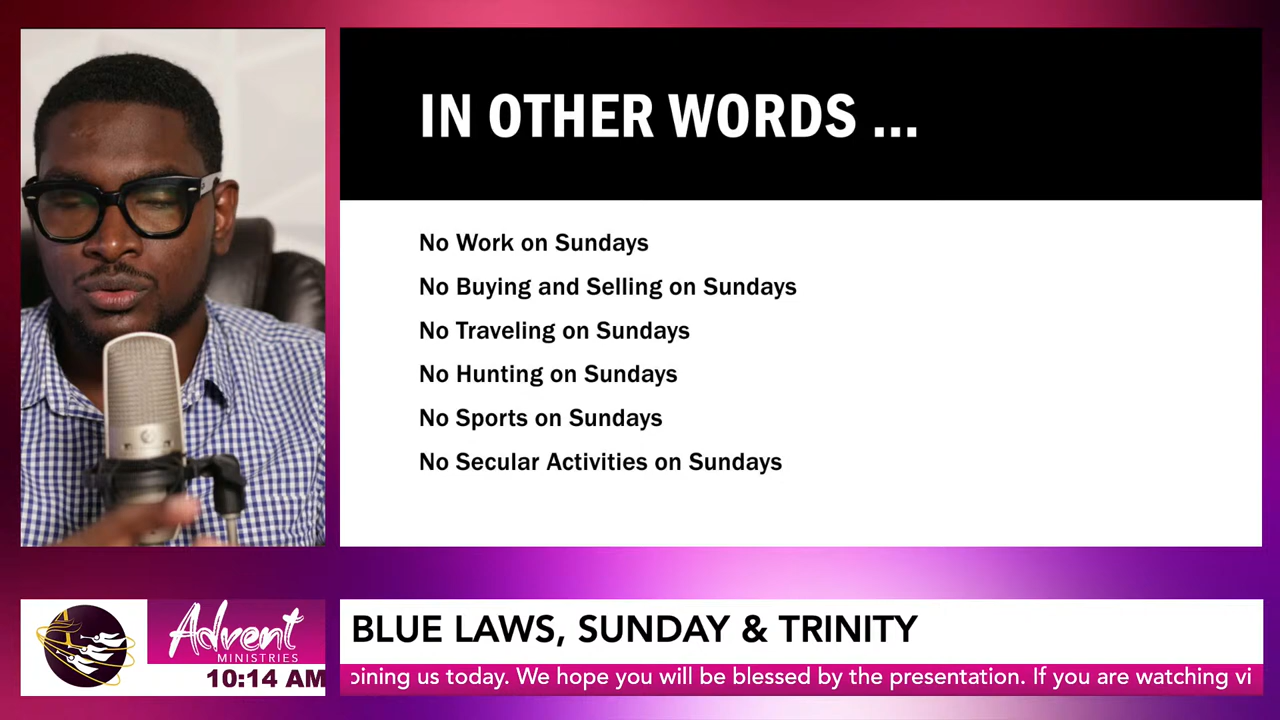 IN OTHER WORDS ...
No Work on Sundays
No Buying and Selling on Sundays
No Traveling on Sundays
No Hunting on Sundays
No Sports on Sundays
No Secular Activities on Sundays
Advent
MINISTRIES
10:14 AM
BLUE LAWS, SUNDAY & TRINITY
oining us today. We hope you will be blessed by the presentation. If you are watching vi